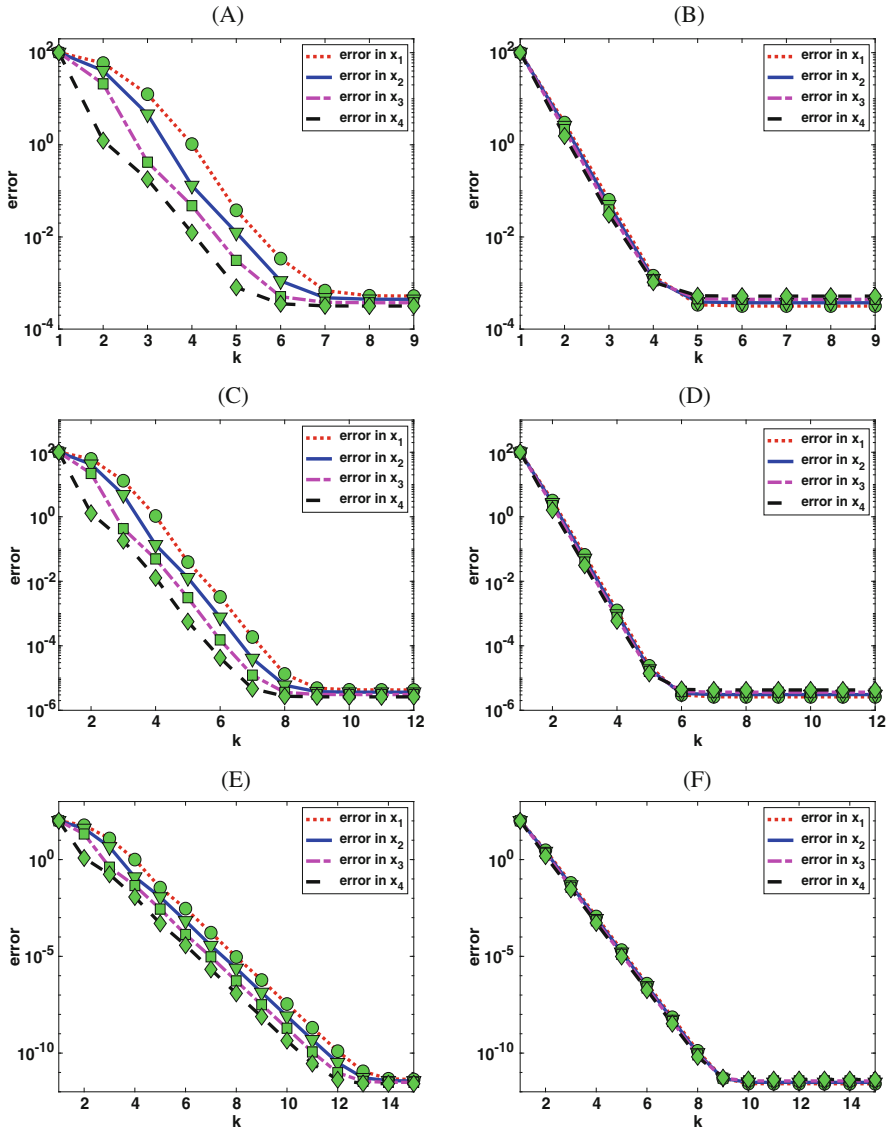 (A)
10^2
10^0
10^-2
10^-4
error
1 2 3 4 5 6 7 8 9
k
error in x_1
error in x_2
error in x_3
error in x_4
(B)
10^2
10^0
10^-2
10^-4
error
1 2 3 4 5 6 7 8 9
k
error in x_1
error in x_2
error in x_3
error in x_4
(C)
10^2
10^0
10^-2
10^-4
10^-6
error
2 4 6 8 10 12
k
error in x_1
error in x_2
error in x_3
error in x_4
(D)
10^2
10^0
10^-2
10^-4
10^-6
error
2 4 6 8 10 12
k
error in x_1
error in x_2
error in x_3
error in x_4
(E)
10^0
10^-5
10^-10
error
2 4 6 8 10 12 14
k
error in x_1
error in x_2
error in x_3
error in x_4
(F)
10^0
10^-5
10^-10
error
2 4 6 8 10 12 14
k
error in x_1
error in x_2
error in x_3
error in x_4